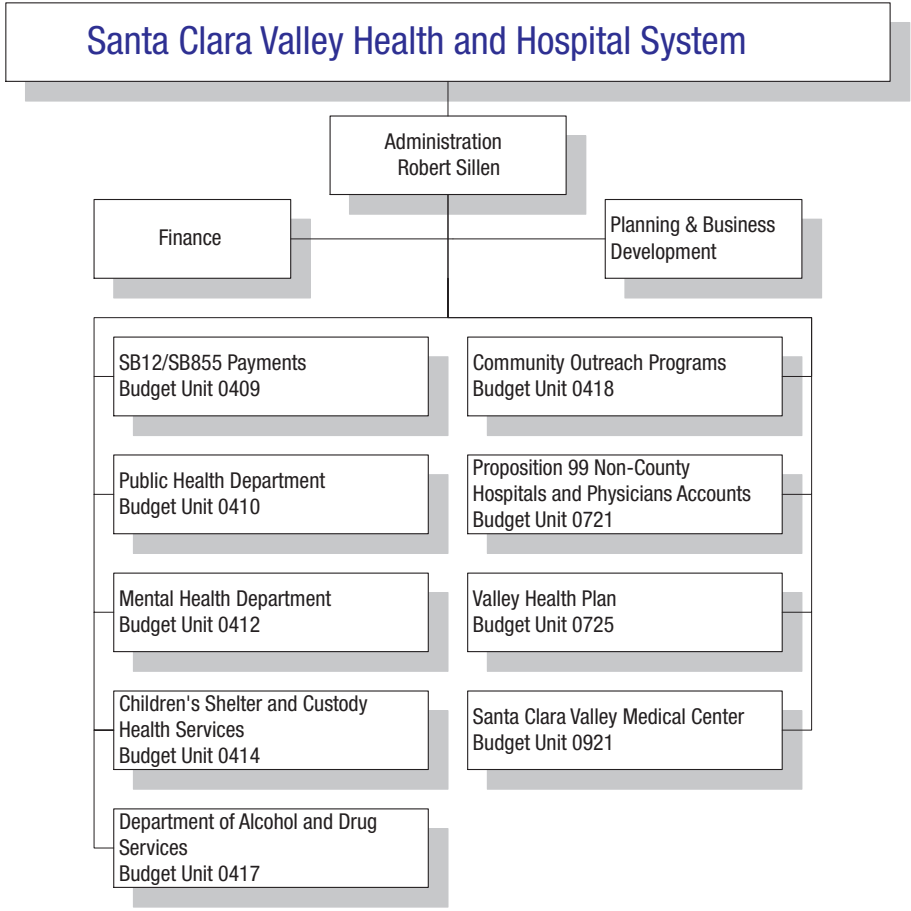 Santa Clara Valley Health and Hospital System
Administration
Robert Sillen
Finance
Planning & Business
Development
SB12/SB855 Payments
Budget Unit 0409
Public Health Department
Budget Unit 0410
Mental Health Department
Budget Unit 0412
Children's Shelter and Custody
Health Services
Budget Unit 0414
Department of Alcohol and Drug
Services
Budget Unit 0417
Community Outreach Programs
Budget Unit 0418
Proposition 99 Non-County
Hospitals and Physicians Accounts
Budget Unit 0721
Valley Health Plan
Budget Unit 0725
Santa Clara Valley Medical Center
Budget Unit 0921